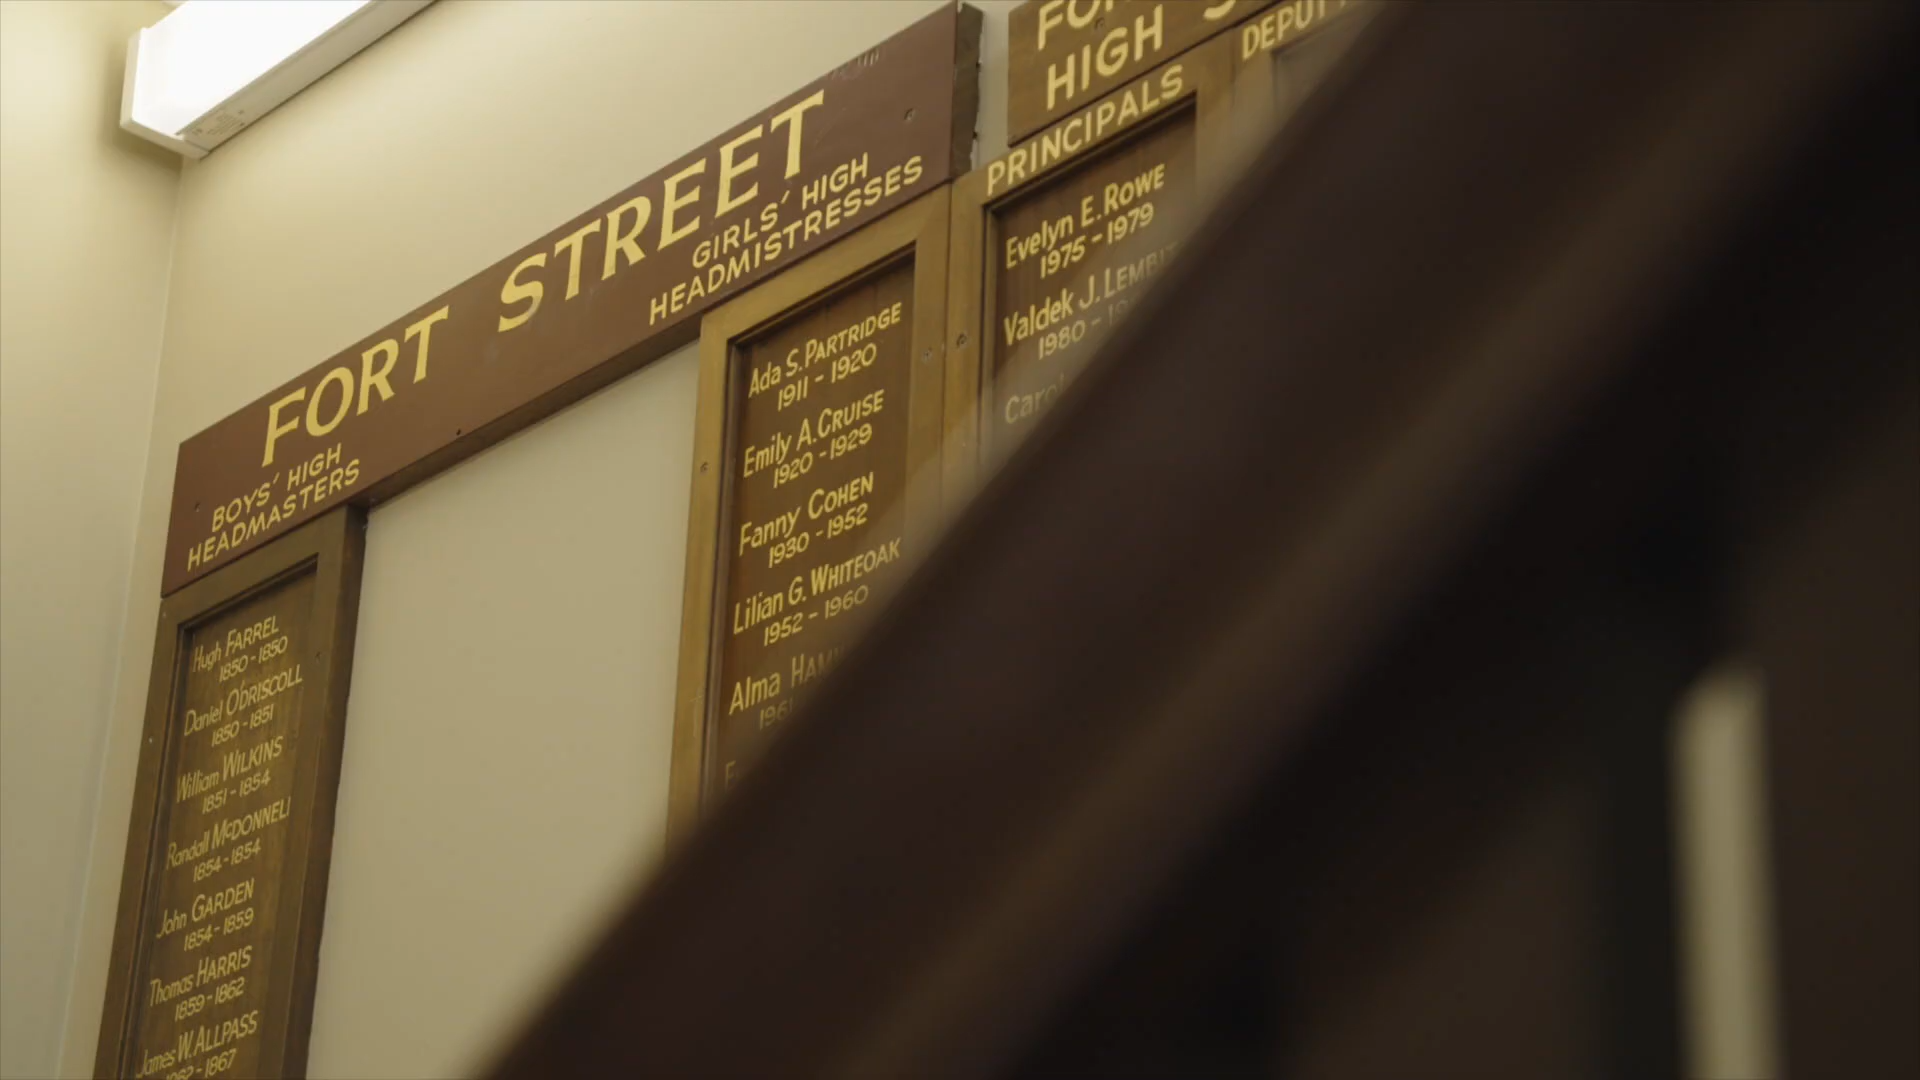 FORT STREET
BOYS' HIGH
HEADMASTERS
Hugh FARREL
1850-1850
Daniel O'DRISCOLL
1850-1851
William WILKINS
1851-1854
Randall McDONNELL
1854-1854
John GARDEN
1854-1859
Thomas HARRIS
1859-1862
James W. ALLPASS
GIRLS' HIGH
HEADMISTRESSES
Ada S. PARTRIDGE
1911 - 1920
Emily A. CRUISE
1920 - 1929
Fanny COHEN
1930 - 1952
Lilian G. WHITEOAK
1952 - 1960
Alma
HIGH
PRINCIPALS
Evelyn E. ROWE
1975 - 1979
Valdek J.
1980 -